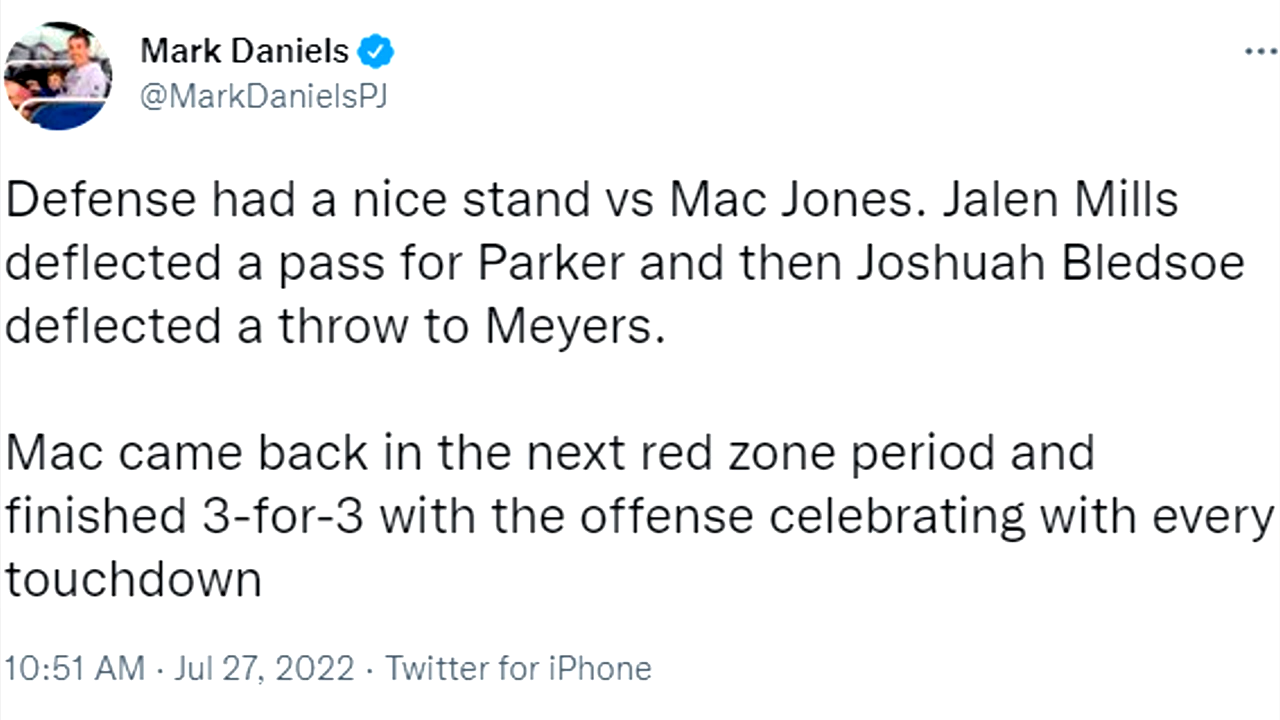 Mark Daniels
@MarkDanielsPJ
Defense had a nice stand vs Mac Jones. Jalen Mills
deflected a pass for Parker and then Joshuah Bledsoe
deflected a throw to Meyers.
Mac came back in the next red zone period and
finished 3-for-3 with the offense celebrating with every
touchdown
10:51 AM · Jul 27, 2022 · Twitter for iPhone